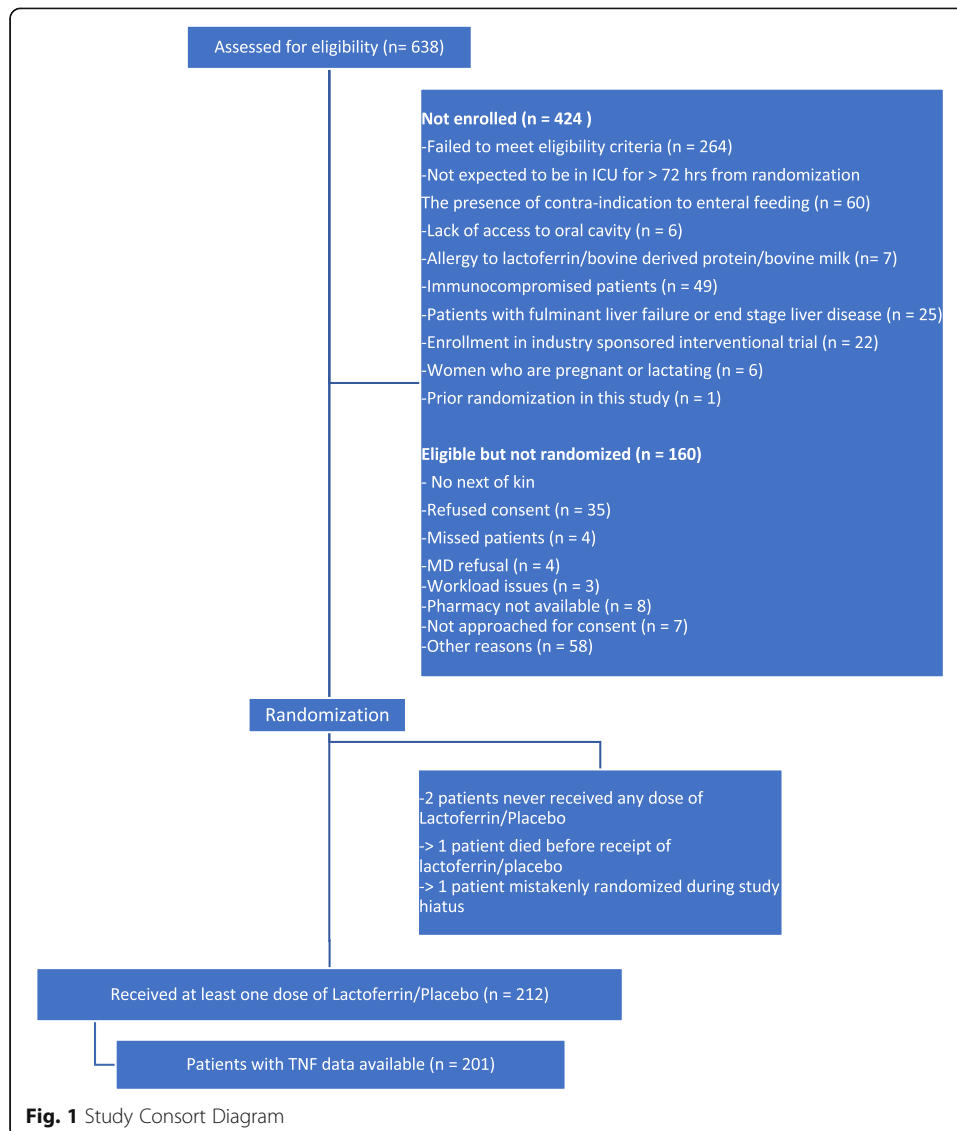 Assessed for eligibility (n= 638)
Not enrolled (n = 424 )
-Failed to meet eligibility criteria (n = 264)
-Not expected to be in ICU for > 72 hrs from randomization
The presence of contra-indication to enteral feeding (n = 60)
-Lack of access to oral cavity (n = 6)
-Allergy to lactoferrin/bovine derived protein/bovine milk (n= 7)
-Immunocompromised patients (n = 49)
-Patients with fulminant liver failure or end stage liver disease (n = 25)
-Enrollment in industry sponsored interventional trial (n = 22)
-Women who are pregnant or lactating (n = 6)
-Prior randomization in this study (n = 1)
Eligible but not randomized (n = 160)
- No next of kin
-Refused consent (n = 35)
-Missed patients (n = 4)
-MD refusal (n = 4)
-Workload issues (n = 3)
-Pharmacy not available (n = 8)
-Not approached for consent (n = 7)
-Other reasons (n = 58)
Randomization
-2 patients never received any dose of
Lactoferrin/Placebo
-> 1 patient died before receipt of
lactoferrin/placebo
-> 1 patient mistakenly randomized during study
hiatus
Received at least one dose of Lactoferrin/Placebo (n = 212)
Patients with TNF data available (n = 201)
Fig. 1 Study Consort Diagram